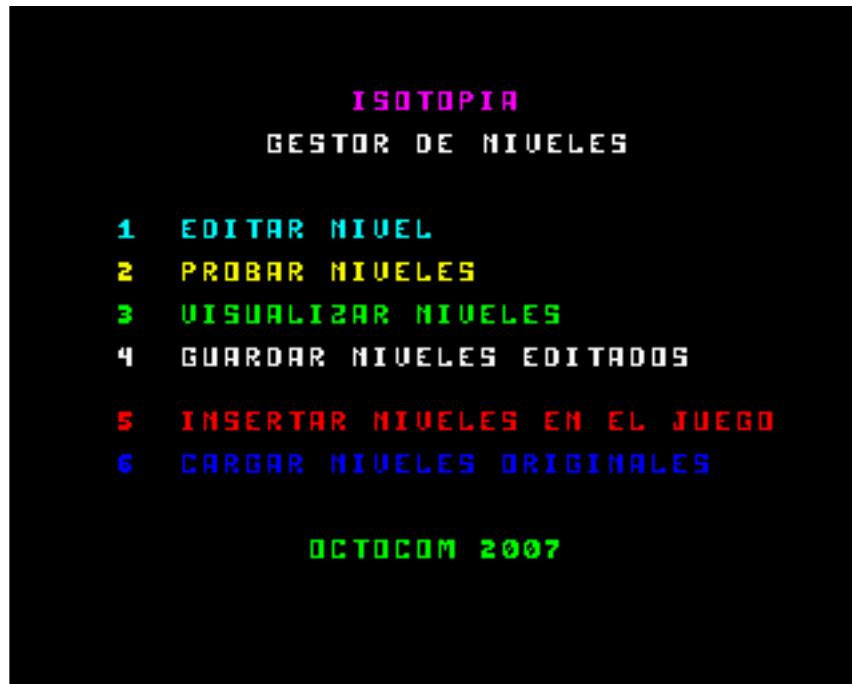 ISOTOPIA
GESTOR DE NIVELES
1 EDITAR NIVEL
2 PROBAR NIVELES
3 VISUALIZAR NIVELES
4 GUARDAR NIVELES EDITADOS
5 INSERTAR NIVELES EN EL JUEGO
6 CARGAR NIVELES ORIGINALES
OCTOCOM 2007